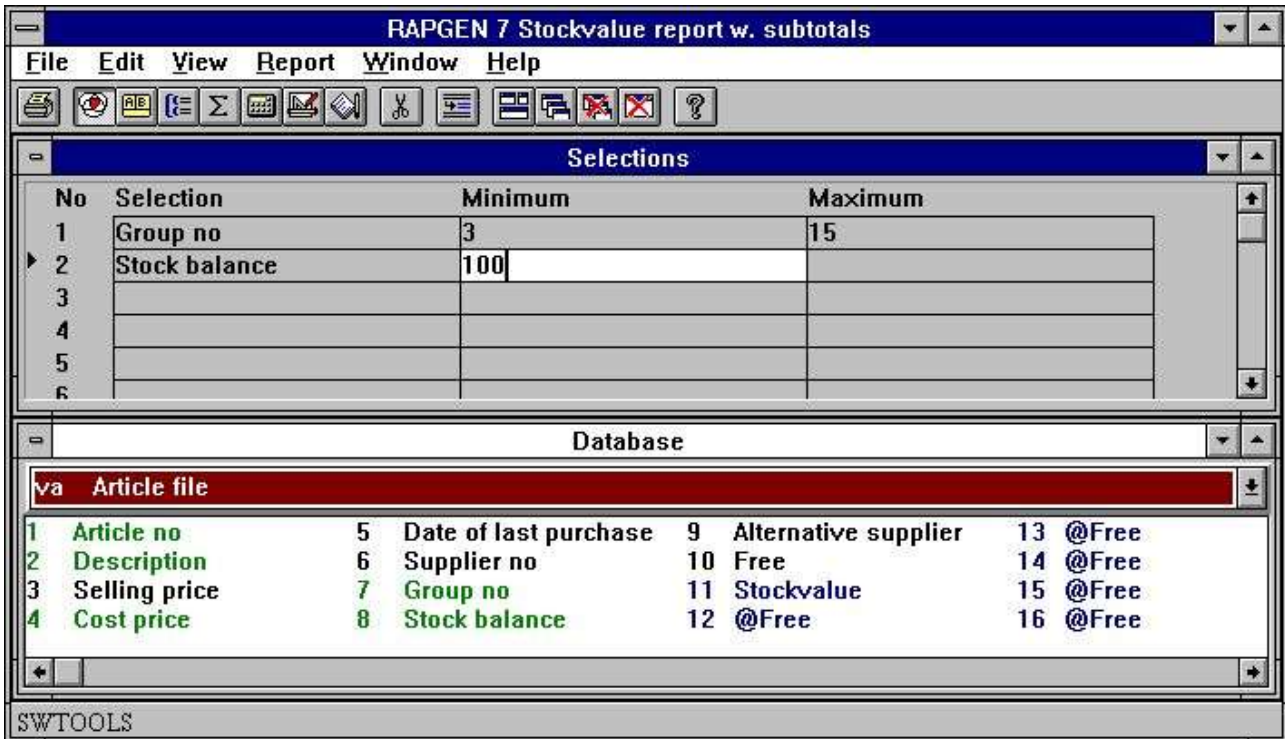 RAPGEN 7 Stockvalue report w. subtotals
File Edit View Report Window Help
Selections
No Selection Minimum Maximum
1 Group no 3 15
2 Stock balance 100
3
4
5
6
Database
va Article file
1 Article no 5 Date of last purchase 9 Alternative supplier 13 @Free
2 Description 6 Supplier no 10 Free 14 @Free
3 Selling price 7 Group no 11 Stockvalue 15 @Free
4 Cost price 8 Stock balance 12 @Free 16 @Free
SWTOOLS